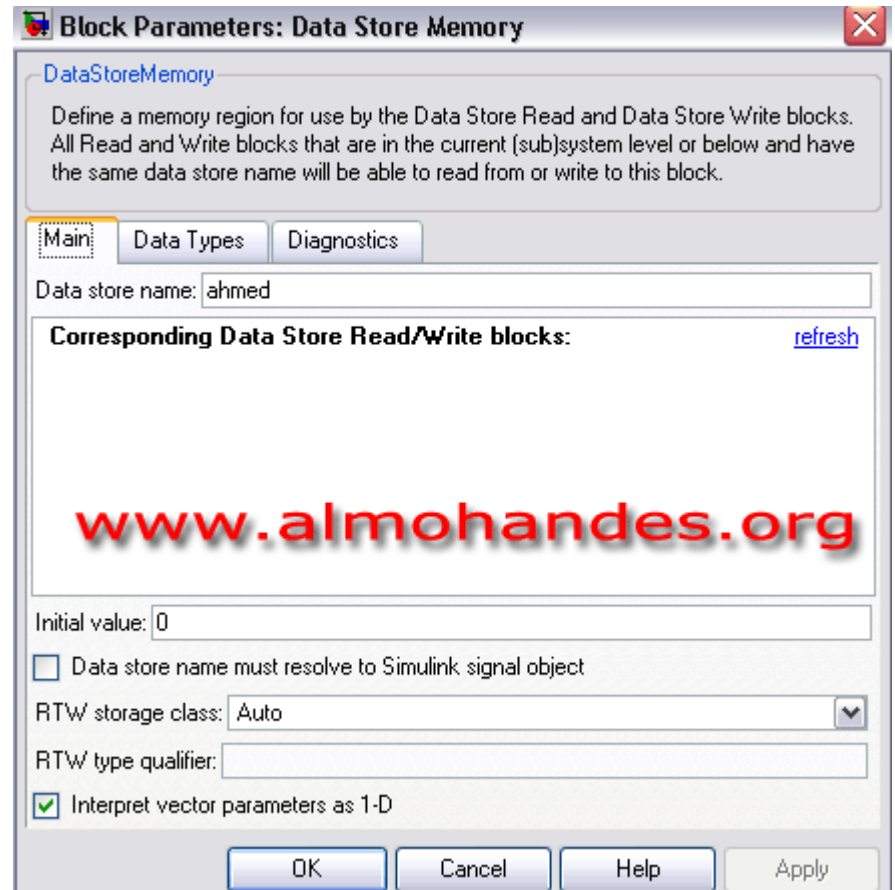 Block Parameters: Data Store Memory
DataStoreMemory
Define a memory region for use by the Data Store Read and Data Store Write blocks.
All Read and Write blocks that are in the current (sub)system level or below and have
the same data store name will be able to read from or write to this block.
Main Data Types Diagnostics
Data store name: ahmed
Corresponding Data Store Read/Write blocks: refresh
www.almohandes.org
Initial value: 0
Data store name must resolve to Simulink signal object
RTW storage class: Auto
RTW type qualifier:
Interpret vector parameters as 1-D
OK Cancel Help Apply